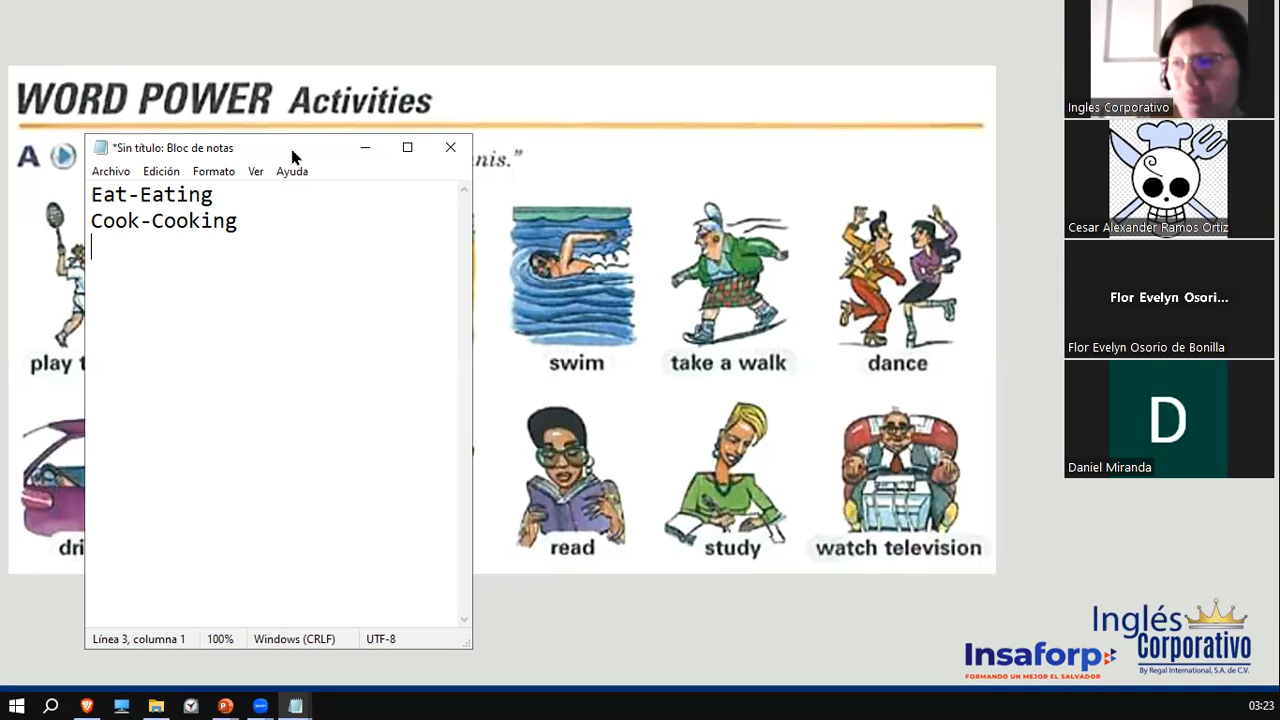 WORD POWER Activities
A
nis."
*Sin título: Bloc de notas
Archivo Edición Formato Ver Ayuda
Eat-Eating
Cook-Cooking
play t
swim
take a walk
dance
dri
read
study
watch television
Línea 3, columna 1
100%
Windows (CRLF)
UTF-8
Ingles Corporativo
Cesar Alexander Ramos Ortiz
Flor Evelyn Osori...
Flor Evelyn Osorio de Bonilla
D
Daniel Miranda
Inglés
Corporativo
By Regal International, S.A. de C.V.
Insaforp
FORMANDO UN MEJOR EL SALVADOR
03:23